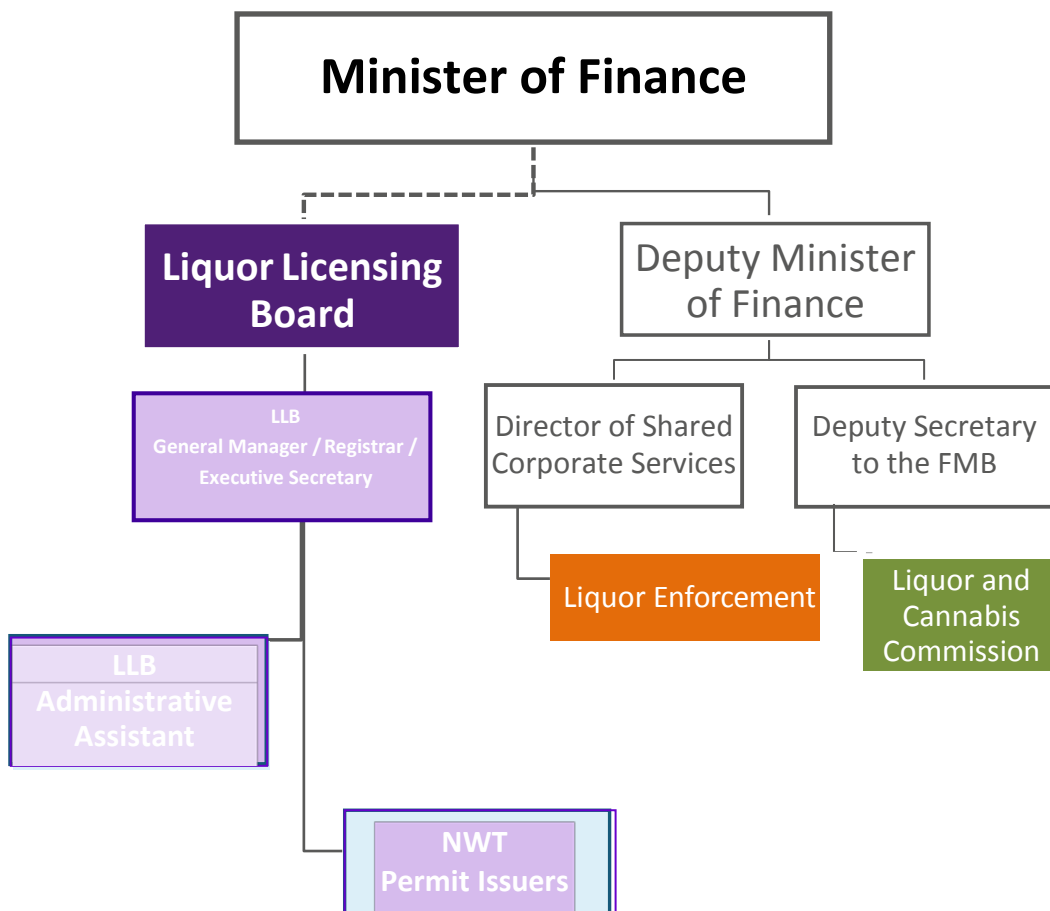 Minister of Finance
Liquor Licensing
Board
Deputy Minister
of Finance
LLB
General Manager / Registrar /
Executive Secretary
Director of Shared
Corporate Services
Deputy Secretary
to the FMB
Liquor Enforcement
Liquor and
Cannabis
Commission
LLB
Administrative
Assistant
NWT
Permit Issuers